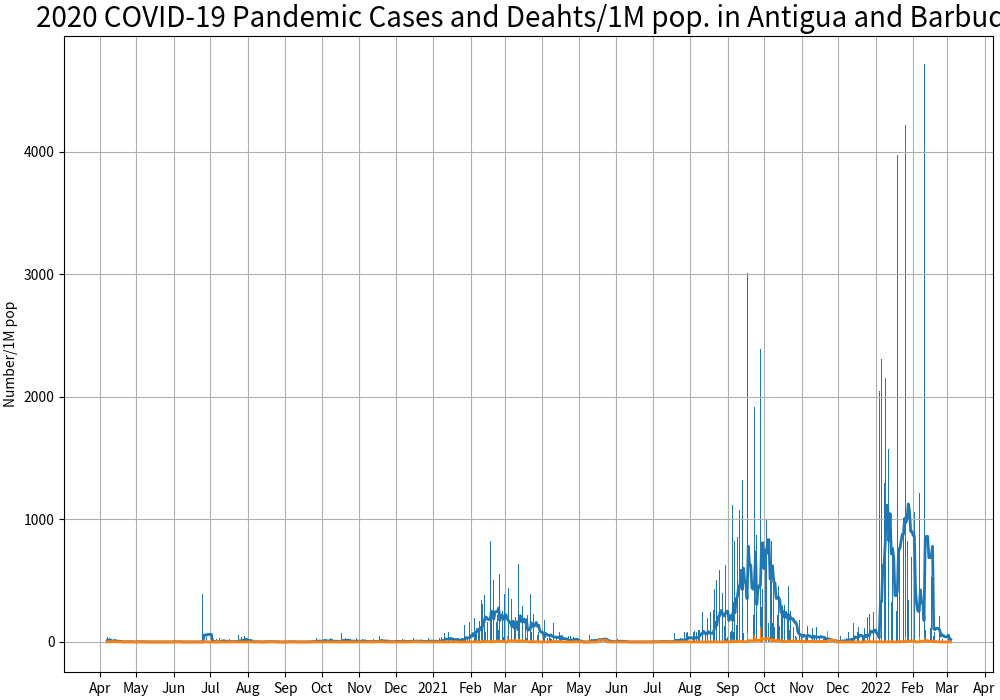 2020 COVID-19 Pandemic Cases and Deahts/1M pop. in Antigua and Barbuc
Number/1M pop
4000
3000
2000
1000
0
Apr May Jun Jul Aug Sep Oct Nov Dec 2021 Feb Mar Apr May Jun Jul Aug Sep Oct Nov Dec 2022 Feb Mar Apr